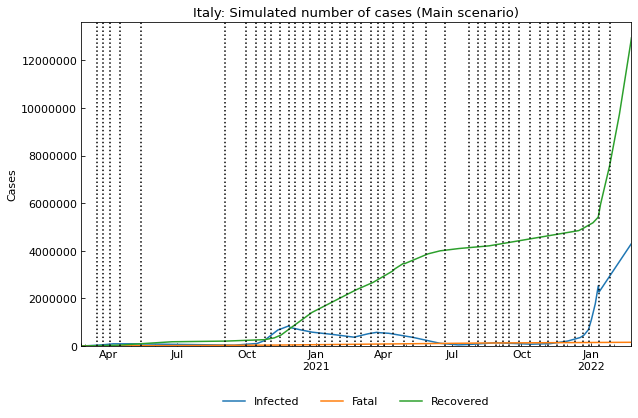 Italy: Simulated number of cases (Main scenario)
Cases
12000000
10000000
8000000
6000000
4000000
2000000
0
Apr Jul Oct Jan Apr Jul Oct Jan
2021 2022
Infected Fatal Recovered